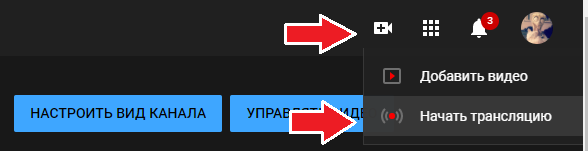 3
Добавить видео
НАСТРОИТЬ ВИД КАНАЛА
Начать трансляцию